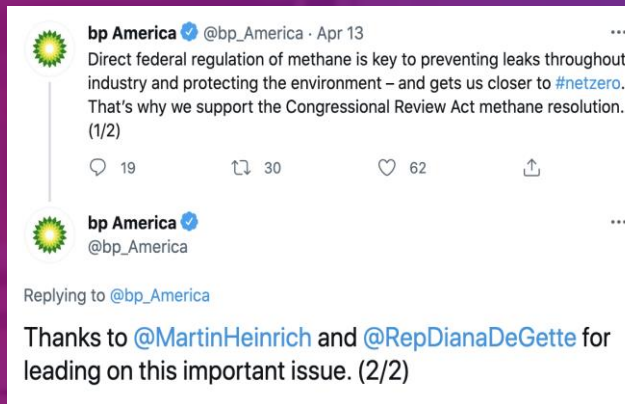 bp America @bp_America · Apr 13
Direct federal regulation of methane is key to preventing leaks throughout
industry and protecting the environment – and gets us closer to #netzero.
That's why we support the Congressional Review Act methane resolution.
(1/2)
19 30 62
bp America
@bp_America
Replying to @bp_America
Thanks to @MartinHeinrich and @RepDianaDeGette for
leading on this important issue. (2/2)